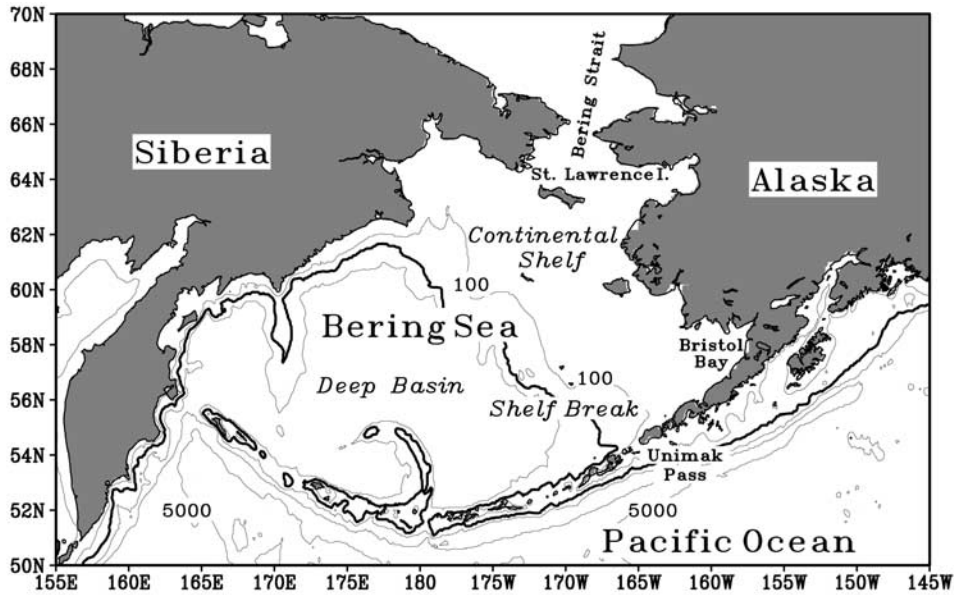 70N
68N
66N
64N
62N
60N
58N
56N
54N
52N
50N
Bering Strait
Siberia
St. Lawrence I.
Alaska
Continental
Shelf
100
Bering Sea
Bristol
Bay
100
Deep Basin
Shelf Break
Unimak
Pass
5000
5000
Pacific Ocean
155E 160E 165E 170E 175E 180 175W 170W 165W 160W 155W 150W 145W